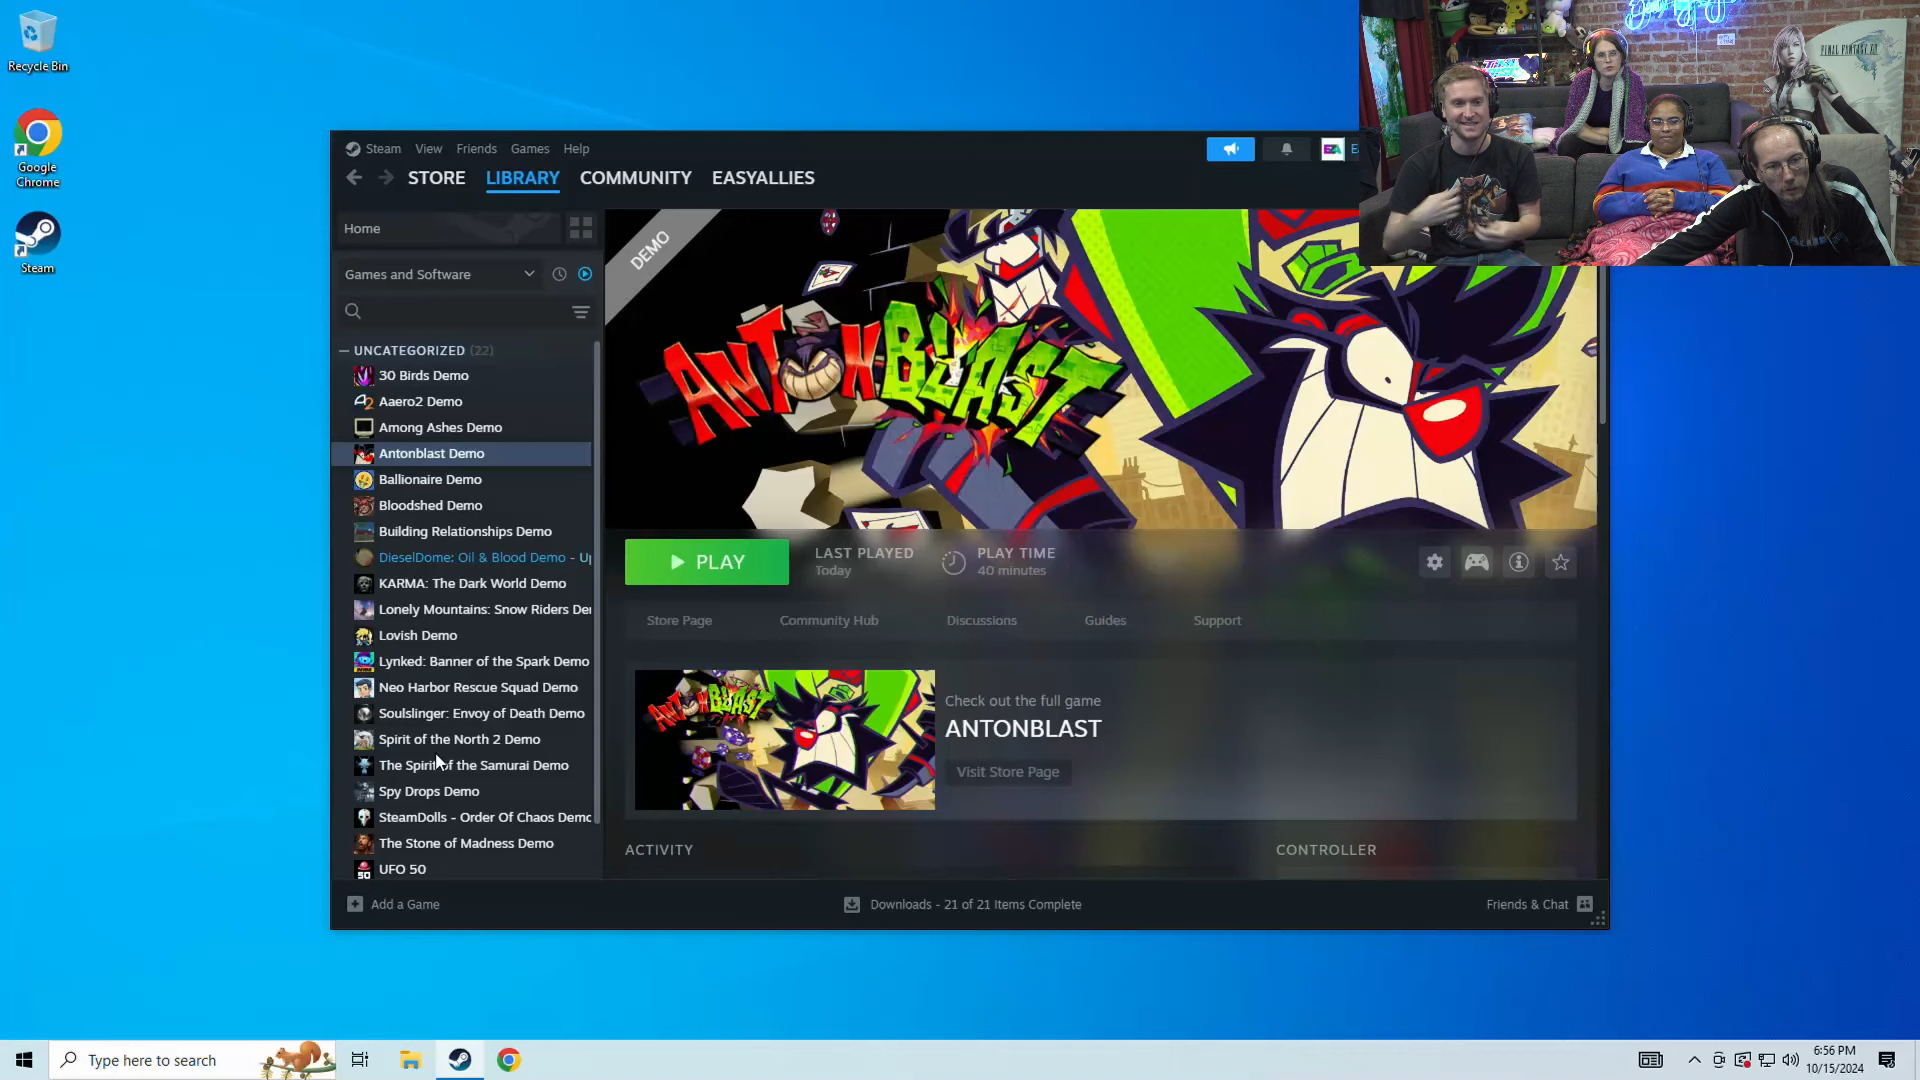 Recycle Bin
Google
Chrome
Steam
Steam View Friends Games Help
STORE LIBRARY COMMUNITY EASYALLIES
Home
Games and Software
UNCATEGORIZED (22)
30 Birds Demo
Aaero2 Demo
Among Ashes Demo
Antonblast Demo
Ballionaire Demo
Bloodshed Demo
Building Relationships Demo
DieselDome: Oil & Blood Demo - Up
KARMA: The Dark World Demo
Lonely Mountains: Snow Riders De
Lovish Demo
Lynked: Banner of the Spark Demo
Neo Harbor Rescue Squad Demo
Soulslinger: Envoy of Death Demo
Spirit of the North 2 Demo
The Spirit of the Samurai Demo
Spy Drops Demo
SteamDolls - Order Of Chaos Demo
The Stone of Madness Demo
UFO 50
DEMO
ANTONBLAST
FINAL FANTASY XIII
PLAY
LAST PLAYED
Today
PLAY TIME
40 minutes
Store Page Community Hub Discussions Guides Support
ANTONBLAST
Check out the full game
ANTONBLAST
Visit Store Page
ACTIVITY
CONTROLLER
Add a Game
Downloads - 21 of 21 Items Complete
Friends & Chat
Type here to search
6:56 PM
10/15/2024